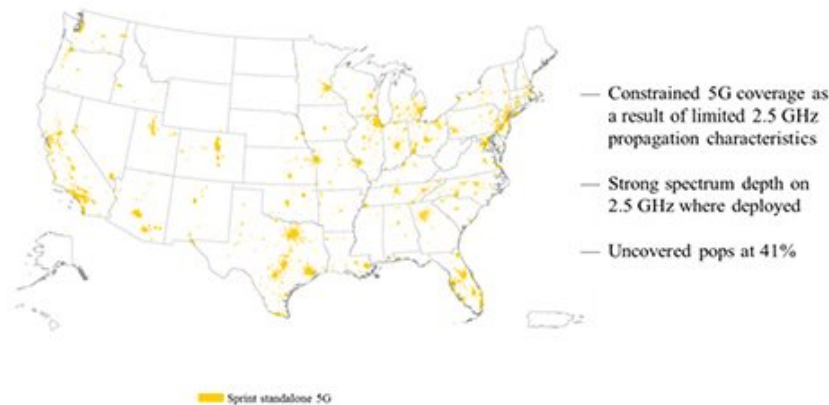 — Constrained 5G coverage as
a result of limited 2.5 GHz
propagation characteristics
— Strong spectrum depth on
2.5 GHz where deployed
— Uncovered pops at 41%
Sprint standalone 5G